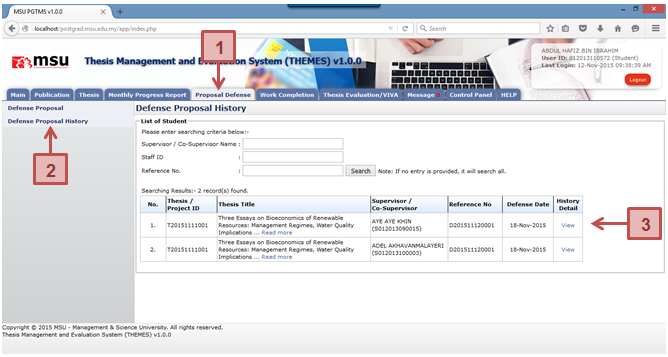 MSU PGTMS v1.0.0
localhost/postgrad.msu.edu.my/app/index.php
Search
1
msu
Thesis Management and Evaluation System (THEMES) v1.0.0
ABDUL HAFIZ BIN IBRAHIM
User ID: 012013110572 (Student)
Last Login: 12-Nov-2015 09:38:39 AM
Logout
Main Publication Thesis Monthly Progress Report Proposal Defense Work Completion Thesis Evaluation/VIVA Message Control Panel HELP
Defense Proposal
Defense Proposal History
2
Defense Proposal History
List of Student
Please enter searching criteria below:-
Supervisor / Co-Supervisor Name :
Staff ID :
Reference No. : Search Note: If no entry is provided, it will search all.
Searching Results:- 2 record(s) found.
No. Thesis / Project ID Thesis Title Supervisor / Co-Supervisor Reference No Defense Date History Detail
1. T20151111001 Three Essays on Bioeconomics of Renewable Resources: Management Regimes, Water Quality Implications ... Read more AYE AYE KHIN (S012013090015) D201511120001 18-Nov-2015 View
2. T20151111001 Three Essays on Bioeconomics of Renewable Resources: Management Regimes, Water Quality Implications ... Read more ADEL AKHAVANMALAYERI (S012013100003) D201511120001 18-Nov-2015 View
3
Copyright © 2015 MSU - Management & Science University. All rights reserved.
Thesis Management and Evaluation System (THEMES) v1.0.0